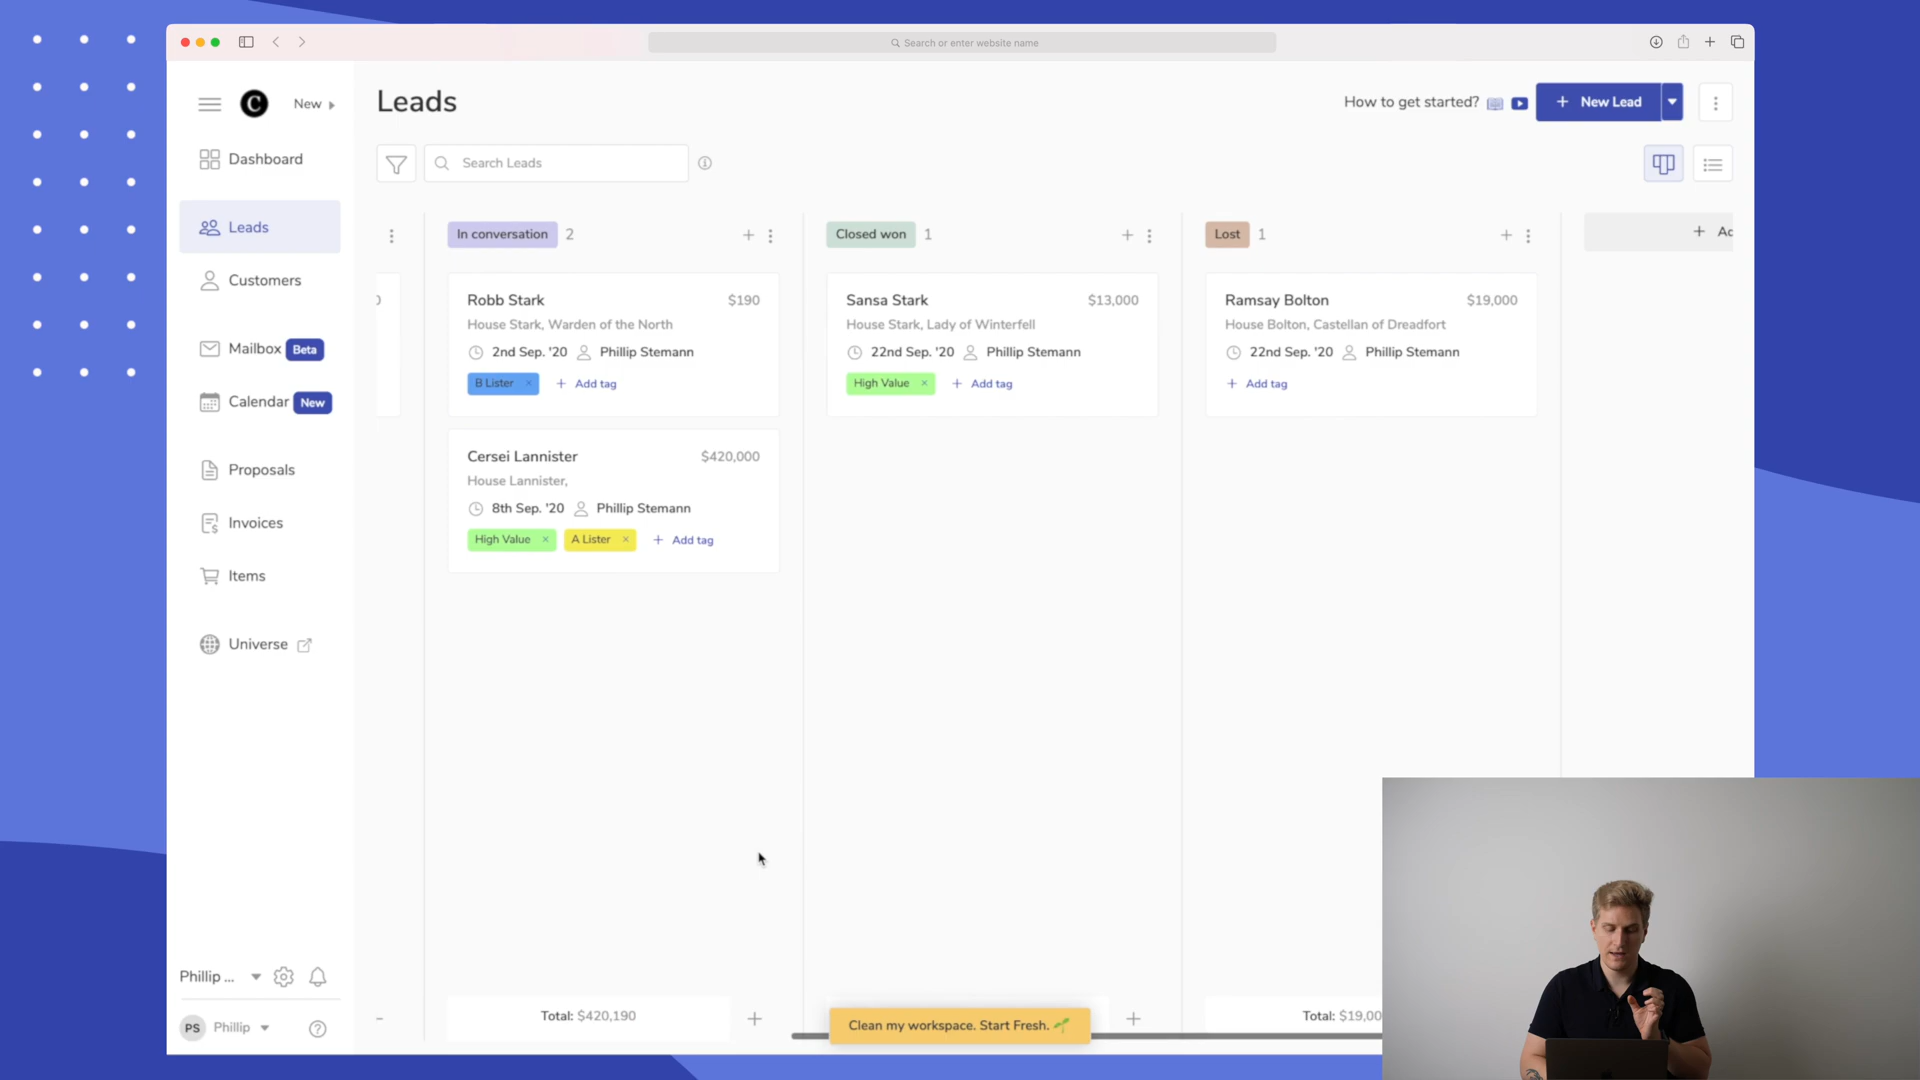 Search or enter website name
C New
Leads
How to get started?
+ New Lead
Dashboard
Search Leads
Leads
Customers
Mailbox Beta
Calendar New
Proposals
Invoices
Items
Universe
In conversation 2
Robb Stark $190
House Stark, Warden of the North
2nd Sep. '20 Phillip Stemann
B Lister × + Add tag
Cersei Lannister $420,000
House Lannister,
8th Sep. '20 Phillip Stemann
High Value × A Lister × + Add tag
Total: $420,190
Closed won 1
Sansa Stark $13,000
House Stark, Lady of Winterfell
22nd Sep. '20 Phillip Stemann
High Value × + Add tag
Lost 1
Ramsay Bolton $19,000
House Bolton, Castellan of Dreadfort
22nd Sep. '20 Phillip Stemann
+ Add tag
Total: $19,00
+ Ad
Clean my workspace. Start Fresh.
Phillip ...
PS Phillip